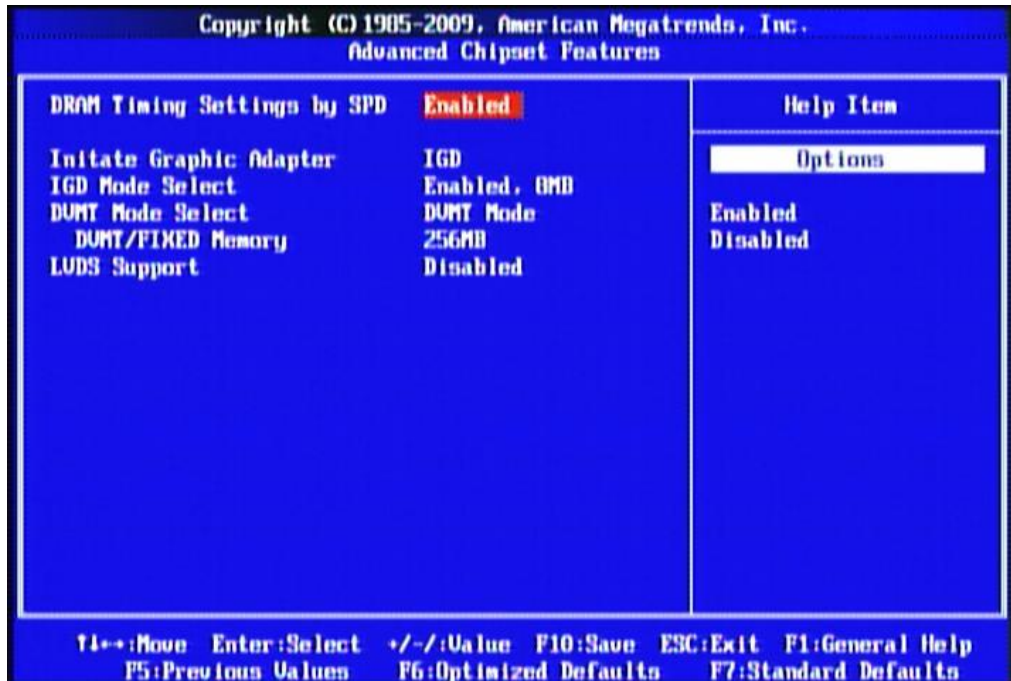 Copyright (C)1985-2009, American Megatrends, Inc.
Advanced Chipset Features
DRAM Timing Settings by SPD Enabled
Help Item
Initate Graphic Adapter IGD
Options
IGD Mode Select Enabled, 8MB
DVMT Mode Select DVMT Mode
Enabled
DVMT/FIXED Memory 256MB
Disabled
LVDS Support Disabled
↑↓←→:Move Enter:Select +/-/:Value F10:Save ESC:Exit F1:General Help
F5:Previous Values F6:Optimized Defaults F7:Standard Defaults